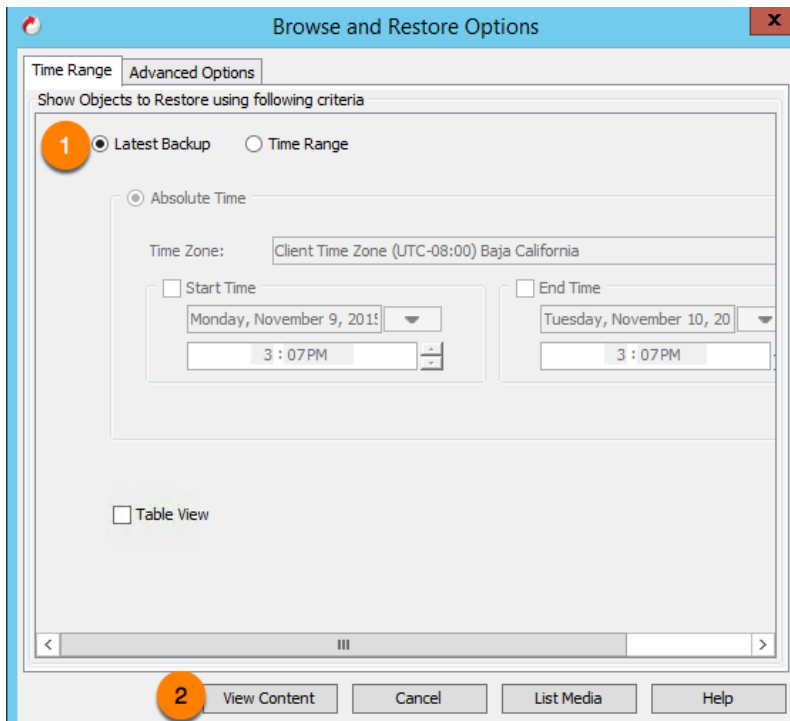 Browse and Restore Options
x
Time Range Advanced Options
Show Objects to Restore using following criteria
1 Latest Backup Time Range
Absolute Time
Time Zone: Client Time Zone (UTC-08:00) Baja California
Start Time End Time
Monday, November 9, 201 Tuesday, November 10, 20
3 : 07PM 3 : 07PM
Table View
2 View Content Cancel List Media Help